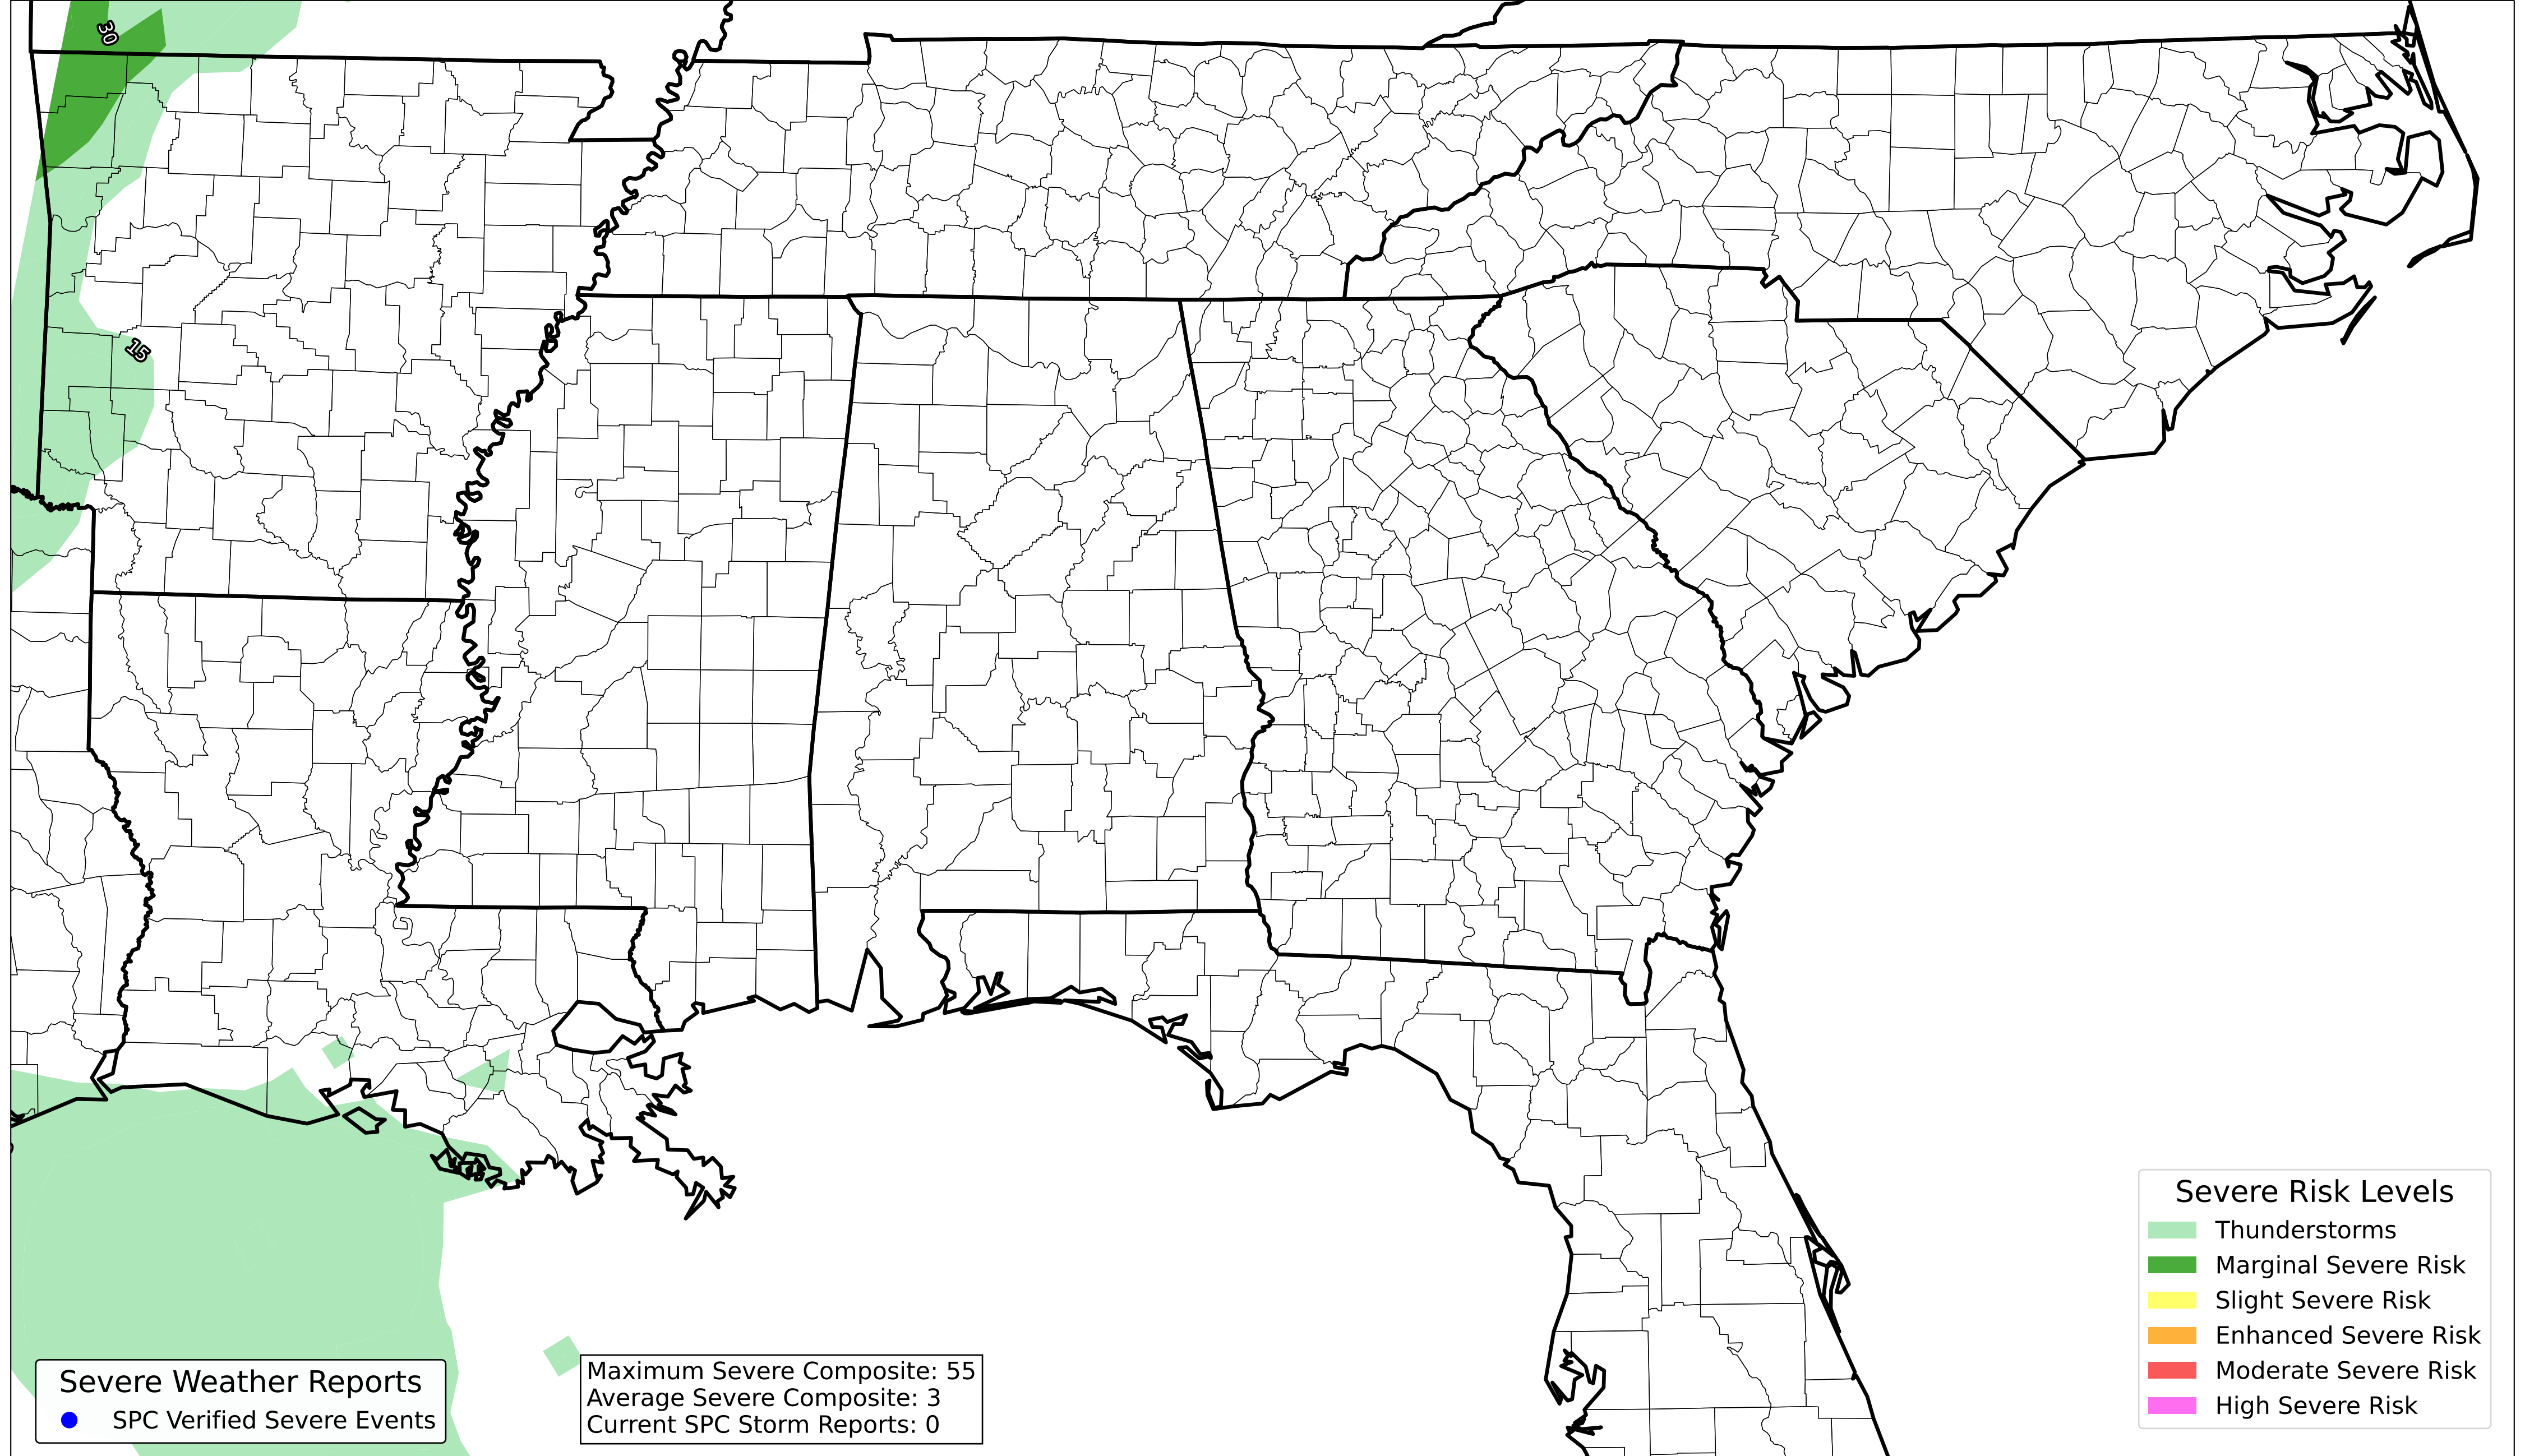 30
15
Severe Risk Levels
Thunderstorms
Marginal Severe Risk
Slight Severe Risk
Enhanced Severe Risk
Moderate Severe Risk
High Severe Risk
Severe Weather Reports
SPC Verified Severe Events
Maximum Severe Composite: 55
Average Severe Composite: 3
Current SPC Storm Reports: 0